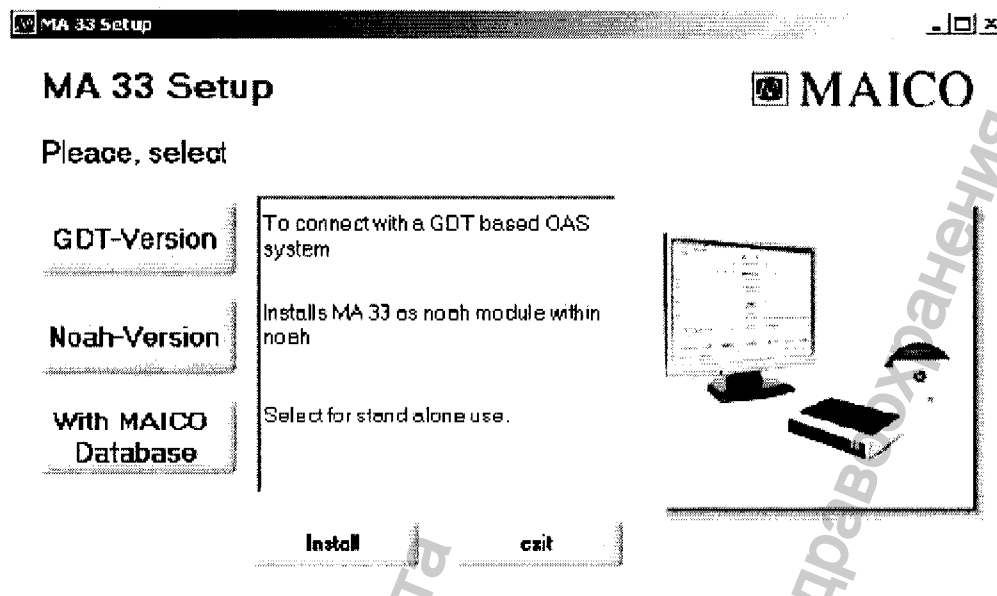 MA 33 Setup
MA 33 Setup
MAICO
Pleace, select
GDT-Version
To connect with a GDT based OAS
system
Noah-Version
Installs MA 33 as noah module within
noah
With MAICO
Database
Select for stand alone use.
Install
exit